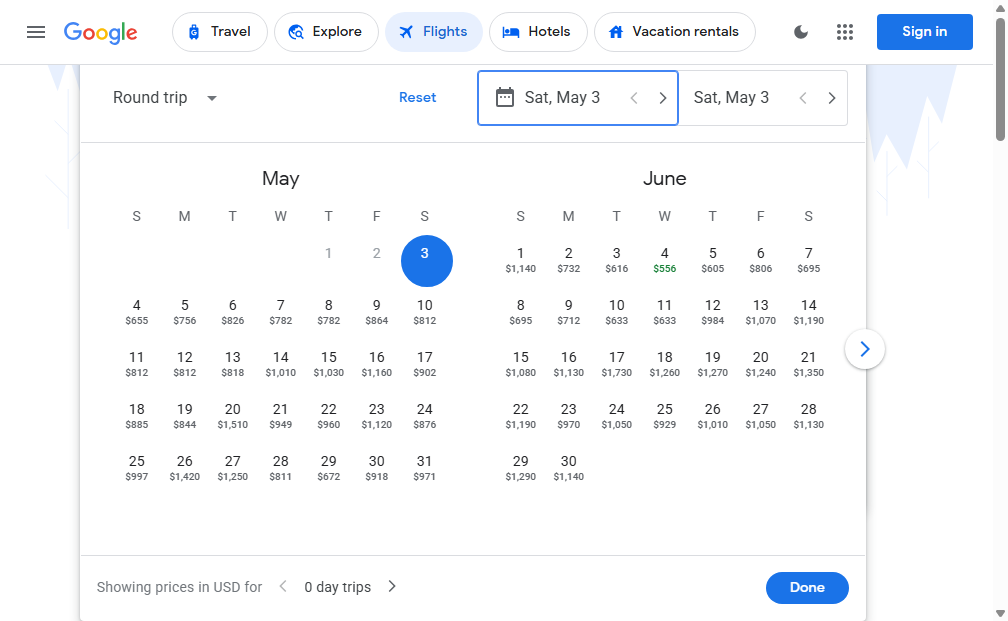 Google
Travel
Explore
Flights
Hotels
Vacation rentals
Sign in
Round trip
Reset
Sat, May 3
Sat, May 3
May
S M T W T F S
1 2 3
4 5 6 7 8 9 10
$655 $756 $826 $782 $782 $864 $812
11 12 13 14 15 16 17
$812 $812 $818 $1,010 $1,030 $1,160 $902
18 19 20 21 22 23 24
$885 $844 $1,510 $949 $960 $1,120 $876
25 26 27 28 29 30 31
$997 $1,420 $1,250 $811 $672 $918 $971
June
S M T W T F S
1 2 3 4 5 6 7
$1,140 $732 $616 $556 $605 $806 $695
8 9 10 11 12 13 14
$695 $712 $633 $633 $984 $1,070 $1,190
15 16 17 18 19 20 21
$1,080 $1,130 $1,730 $1,260 $1,270 $1,240 $1,350
22 23 24 25 26 27 28
$1,190 $970 $1,050 $929 $1,010 $1,050 $1,130
29 30
$1,290 $1,140
Showing prices in USD for 0 day trips
Done